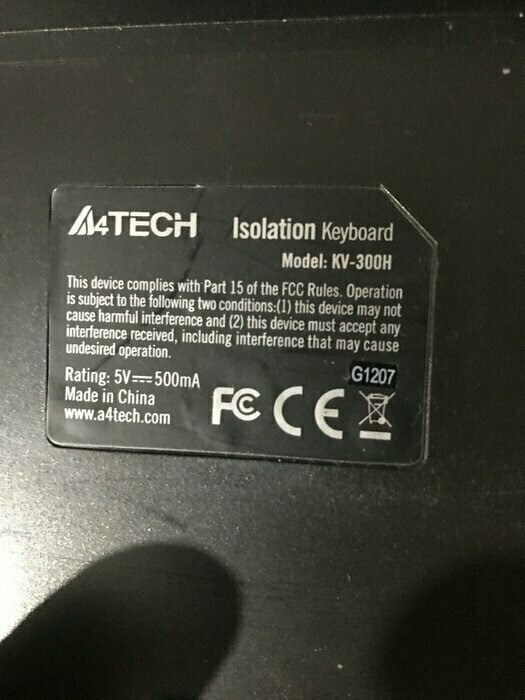 A4TECH Isolation Keyboard
Model: KV-300H
This device complies with Part 15 of the FCC Rules. Operation
is subject to the following two conditions:(1) this device may not
cause harmful interference and (2) this device must accept any
interference received, including interference that may cause
undesired operation.
Rating: 5V⎓500mA
G1207
Made in China
www.a4tech.com
FC CE